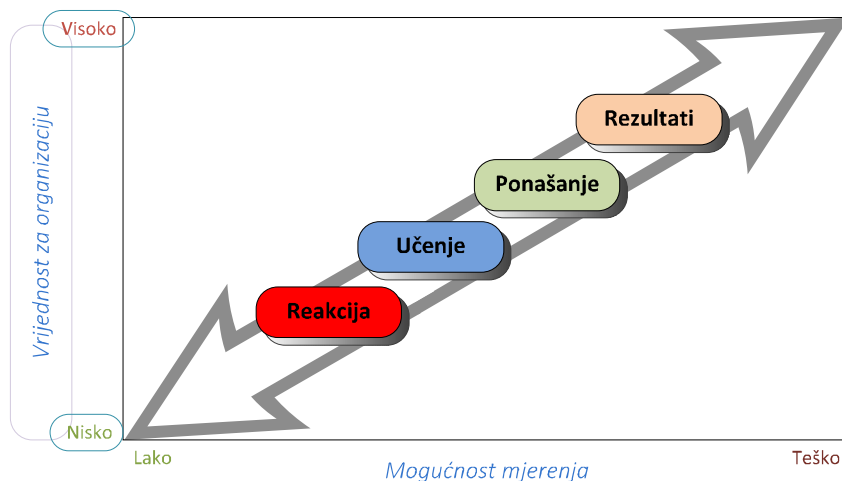 Visoko
Vrijednost za organizaciju
Rezultati
Ponašanje
Učenje
Reakcija
Nisko
Lako
Teško
Mogućnost mjerenja